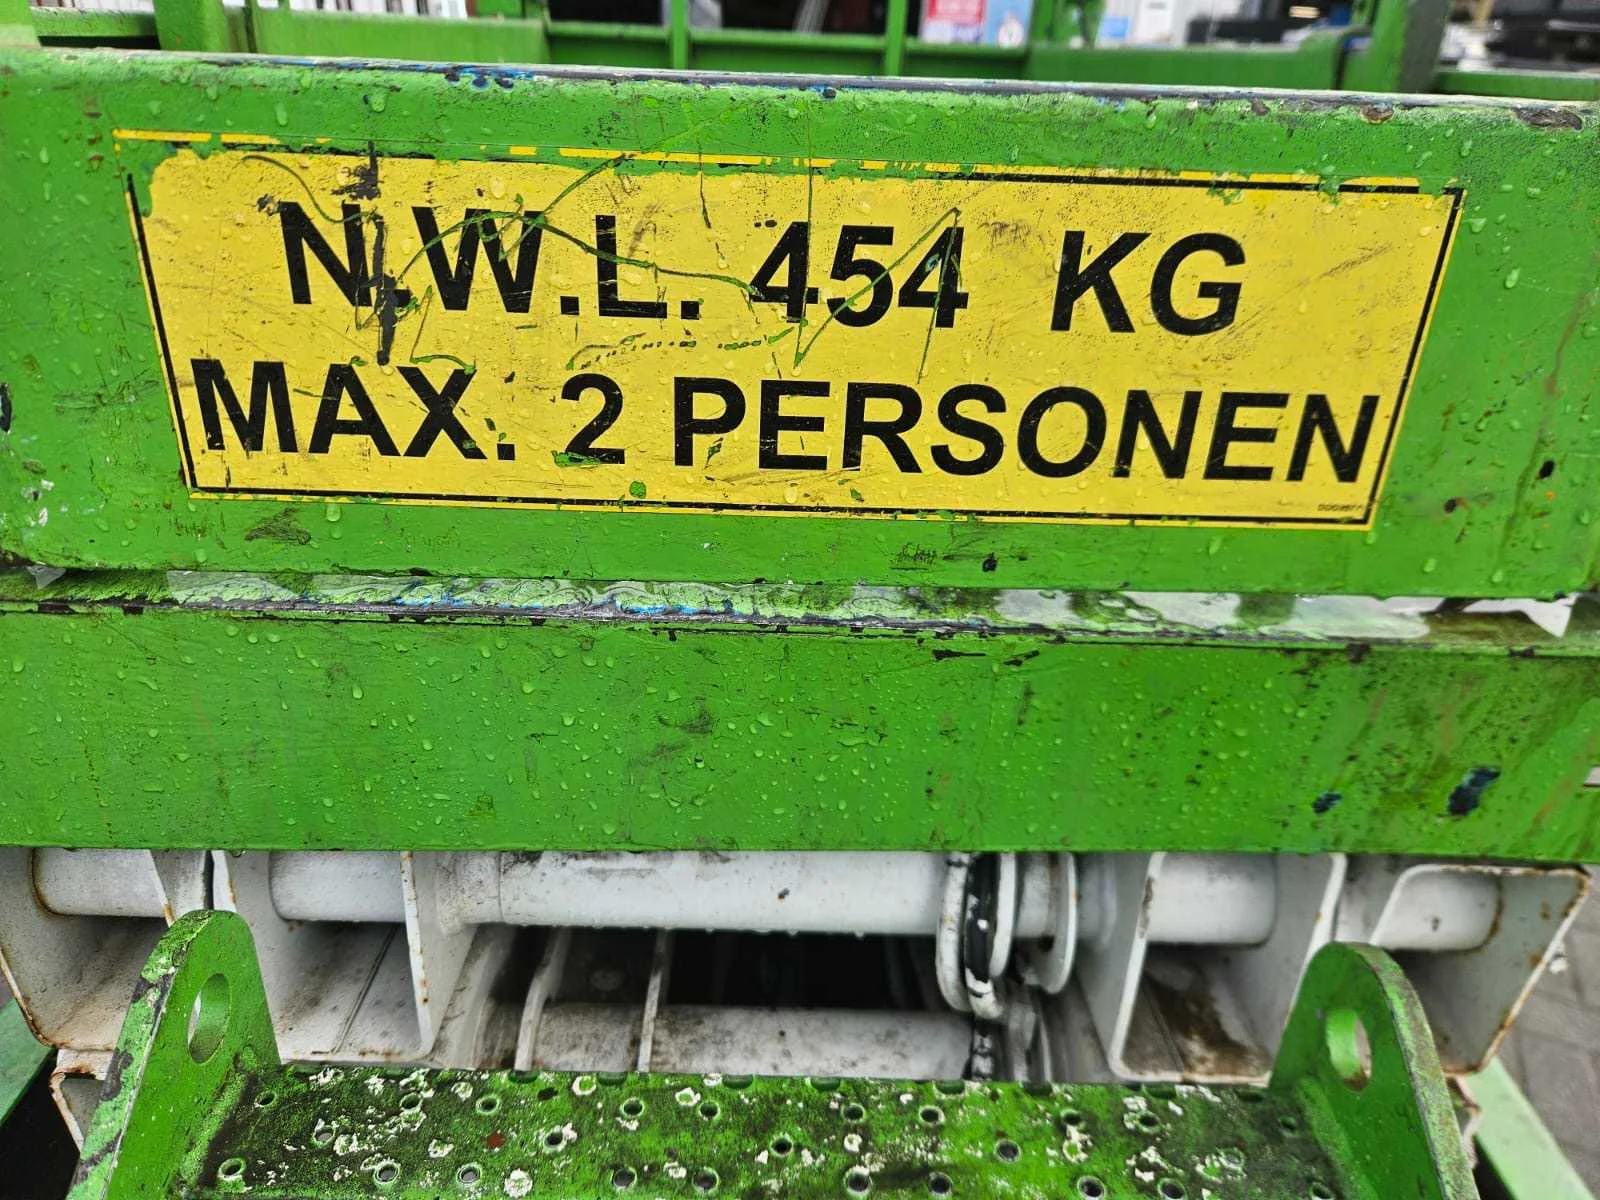 N.W.L. 454 KG
MAX. 2 PERSONEN